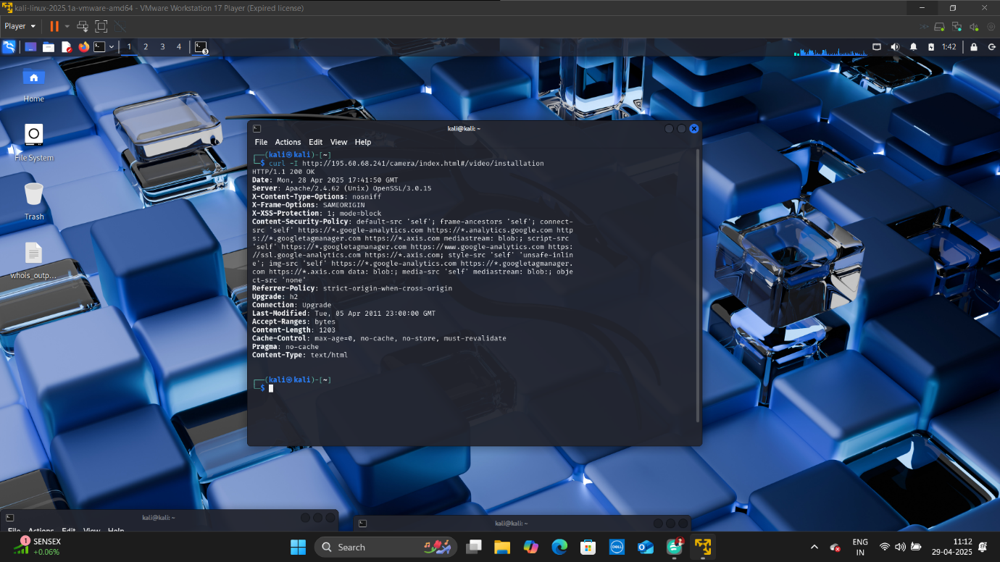 kali-linux-2025.1a-vmware-amd64 - VMware Workstation 17 Player (Expired license)
Player
1 2 3 4
3
1:42
Home
File System
Trash
whois_outp...
kali@kali: ~
File Actions Edit View Help
┌──(kali㉿kali)-[~]
└─$ curl -I http://195.60.68.241/camera/index.html#/video/installation
HTTP/1.1 200 OK
Date: Mon, 28 Apr 2025 17:41:50 GMT
Server: Apache/2.4.62 (Unix) OpenSSL/3.0.15
X-Content-Type-Options: nosniff
X-Frame-Options: SAMEORIGIN
X-XSS-Protection: 1; mode=block
Content-Security-Policy: default-src 'self'; frame-ancestors 'self'; connect-
src 'self' https://*.google-analytics.com https://*.analytics.google.com http
s://*.googletagmanager.com https://*.axis.com mediastream: blob:; script-src
'self' https://*.googletagmanager.com https://www.google-analytics.com https:
//ssl.google-analytics.com https://*.axis.com; style-src 'self' 'unsafe-inlin
e'; img-src 'self' https://*.google-analytics.com https://*.googletagmanager.
com https://*.axis.com data: blob:; media-src 'self' mediastream: blob:; obje
ct-src 'none'
Referrer-Policy: strict-origin-when-cross-origin
Upgrade: h2
Connection: Upgrade
Last-Modified: Tue, 05 Apr 2011 23:00:00 GMT
Accept-Ranges: bytes
Content-Length: 1203
Cache-Control: max-age=0, no-cache, no-store, must-revalidate
Pragma: no-cache
Content-Type: text/html
┌──(kali㉿kali)-[~]
└─$
kali@kali: ~
File Actions Edit View Help
kali@kali: ~
1
SENSEX
+0.06%
Search
DELL
ENG
IN
11:12
29-04-2025